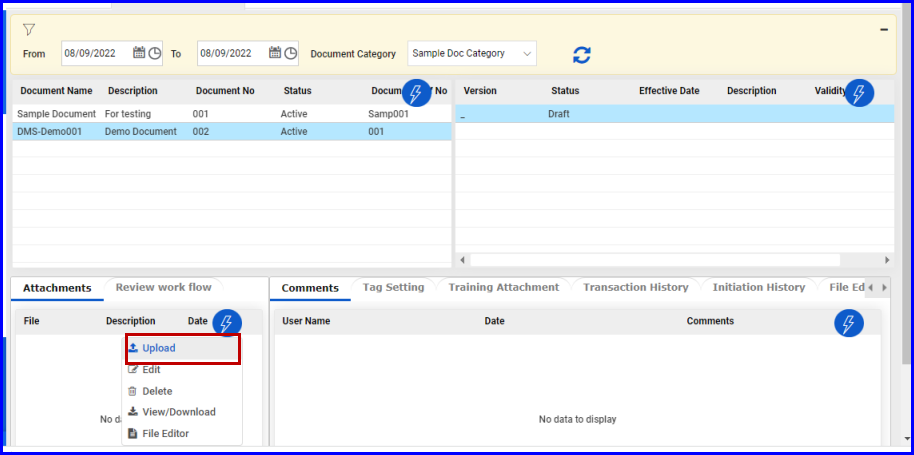 From 08/09/2022 To 08/09/2022 Document Category Sample Doc Category
Document Name Description Document No Status Docum No
Sample Document For testing 001 Active Samp001
DMS-Demo001 Demo Document 002 Active 001
Version Status Effective Date Description Validity
_ Draft
Attachments Review work flow
File Description Date
Upload
Edit
Delete
View/Download
File Editor
No
Comments Tag Setting Training Attachment Transaction History Initiation History File Ed
User Name Date Comments
No data to display